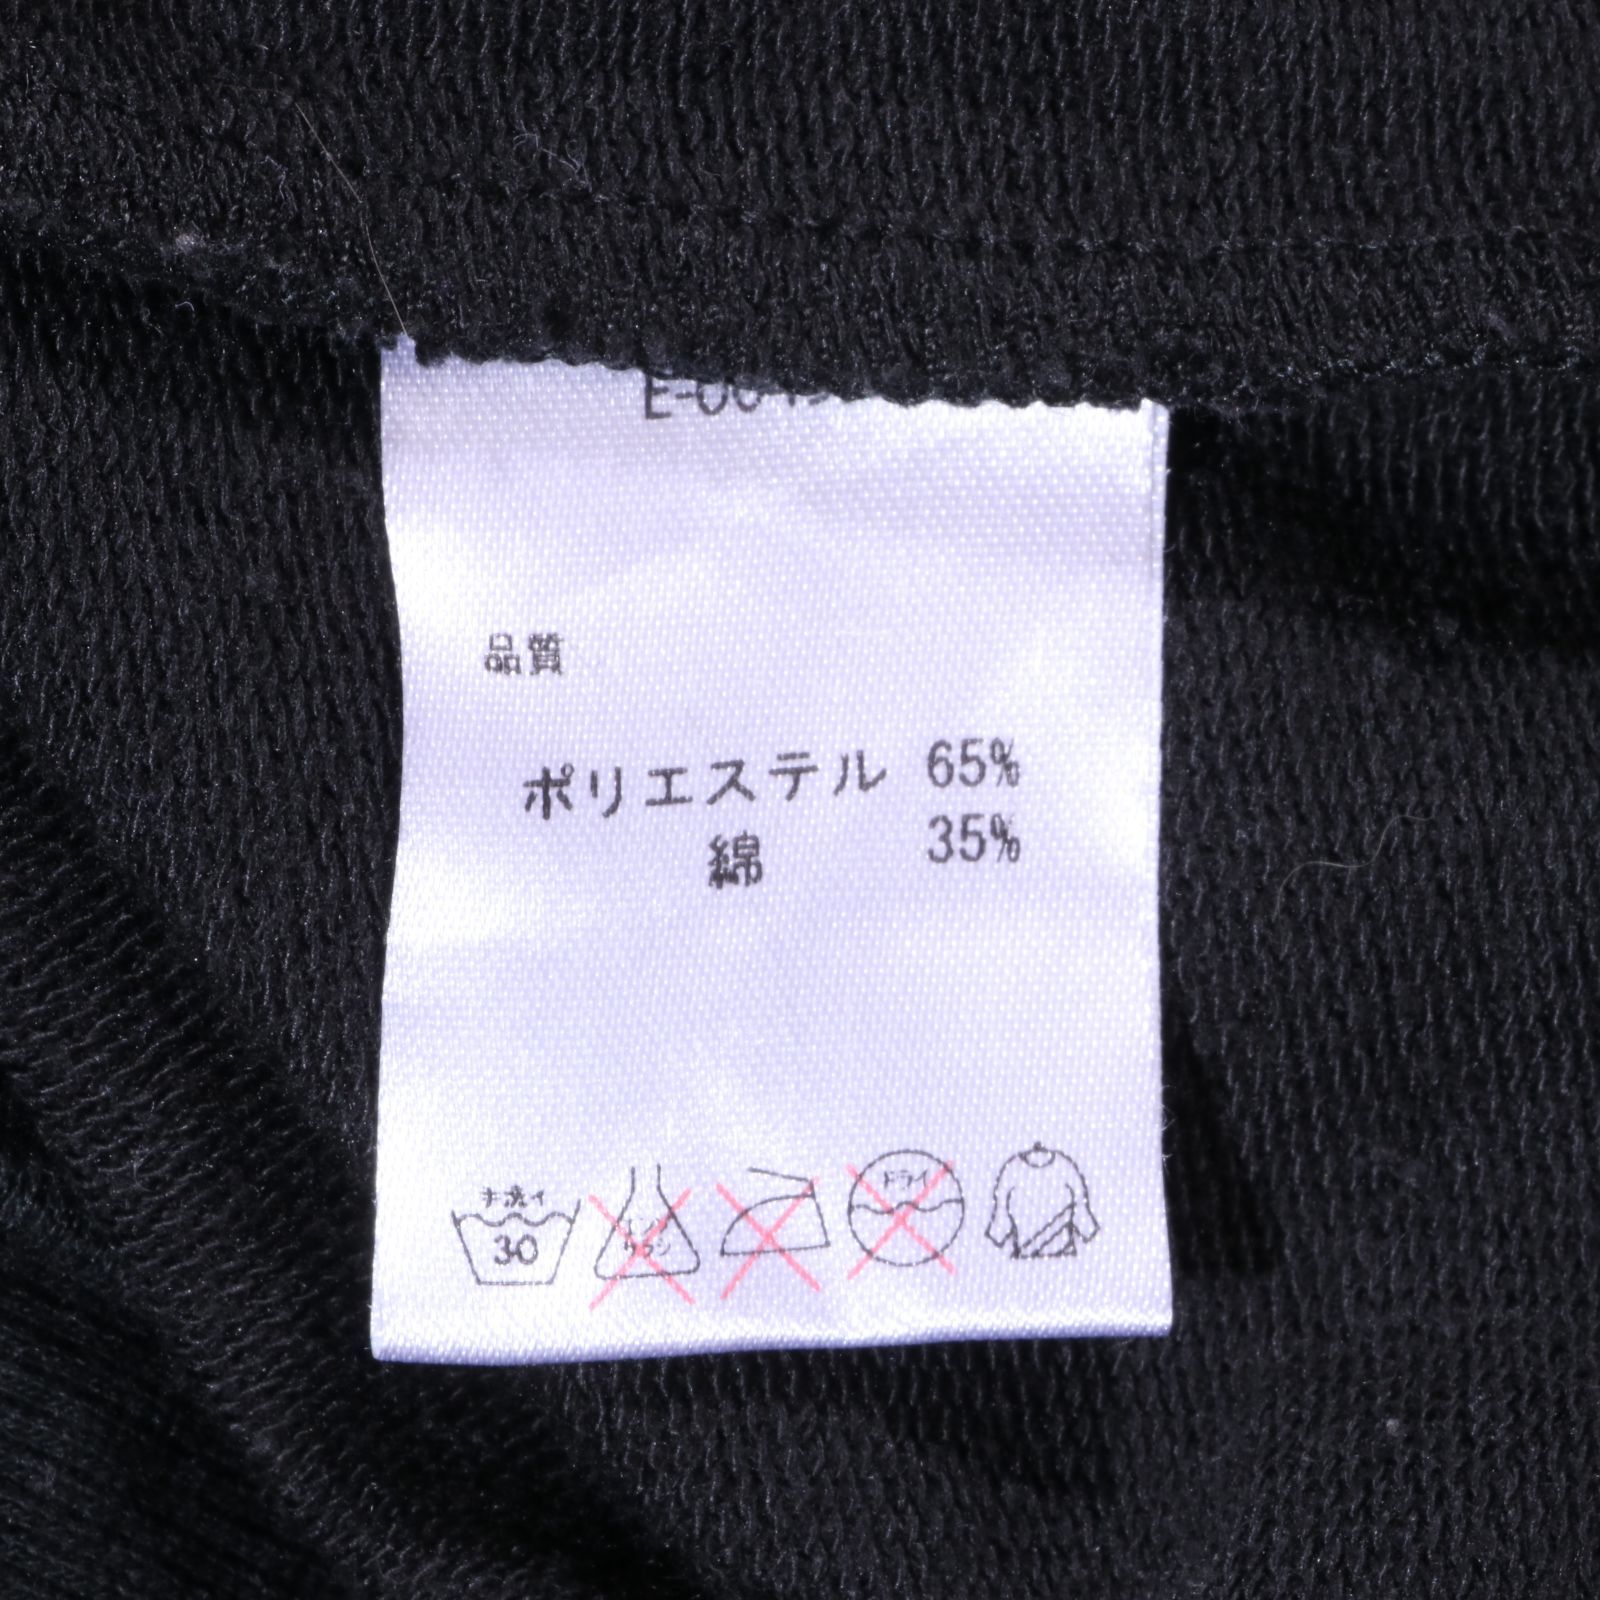 品質
ポリエステル 65%
綿 35%
手洗イ
30
ドライ